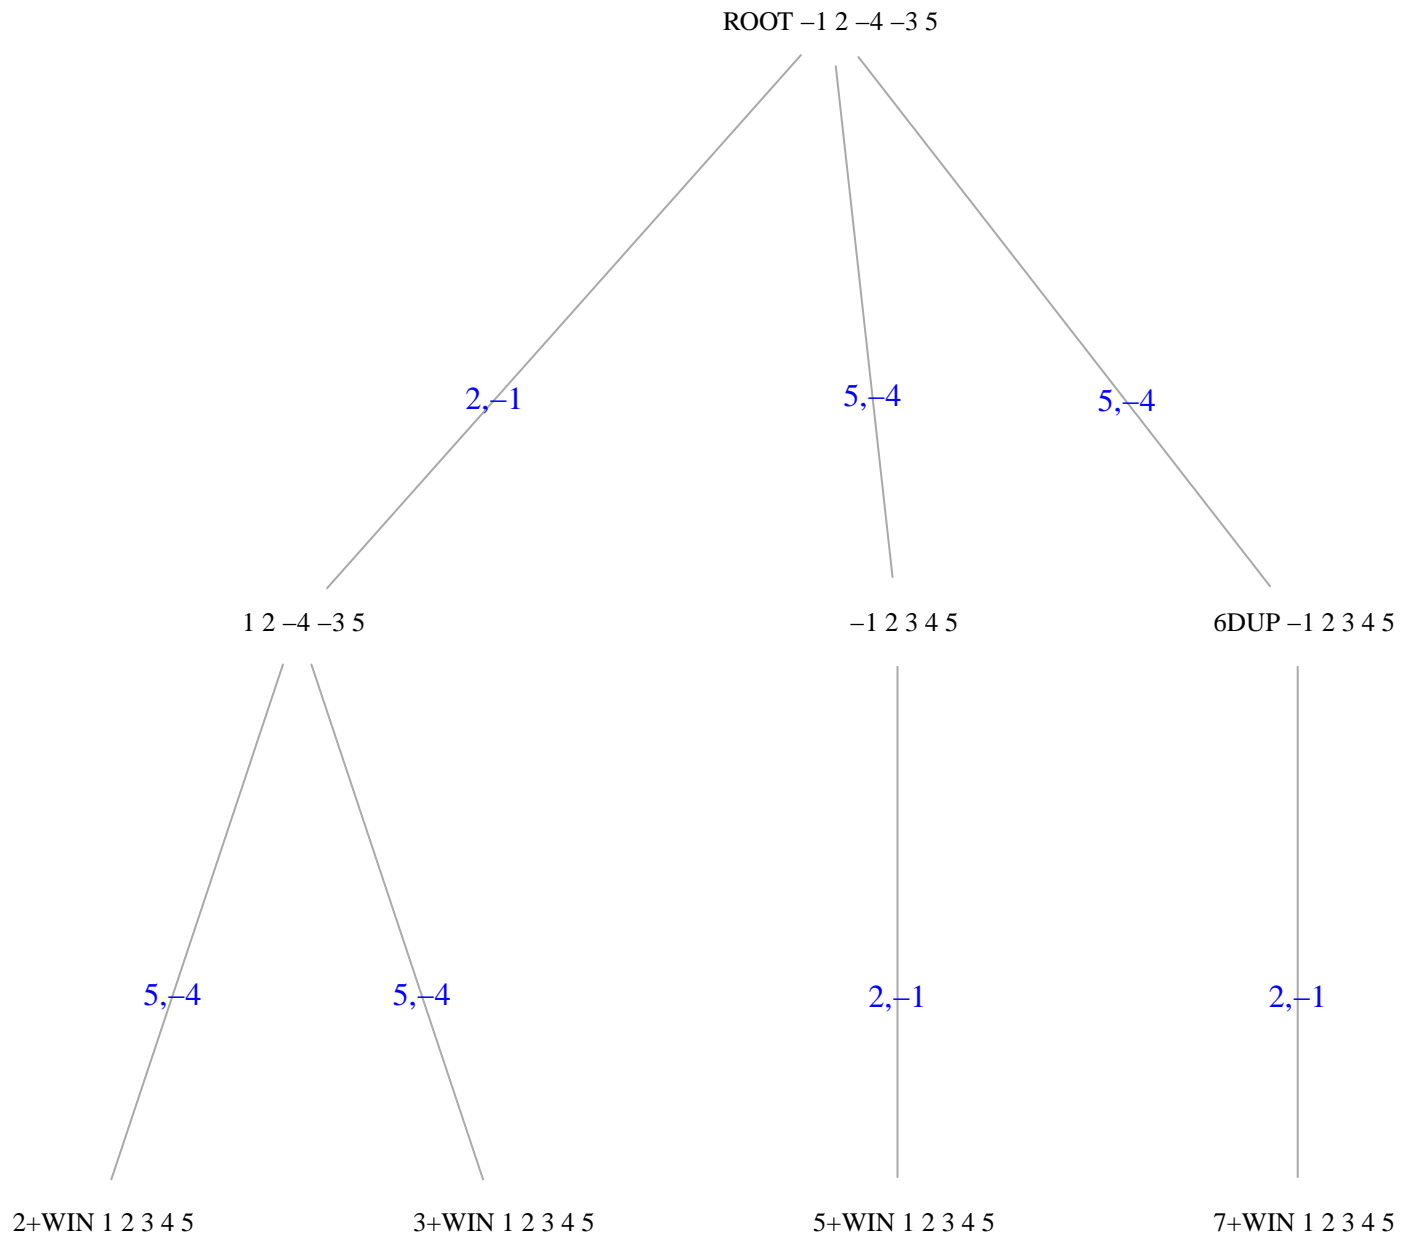 ROOT –1 2 –4 –3 5
2,–1
5,–4
5,–4
1 2 –4 –3 5
–1 2 3 4 5
6DUP –1 2 3 4 5
5,–4
5,–4
2,–1
2,–1
2+WIN 1 2 3 4 5
3+WIN 1 2 3 4 5
5+WIN 1 2 3 4 5
7+WIN 1 2 3 4 5